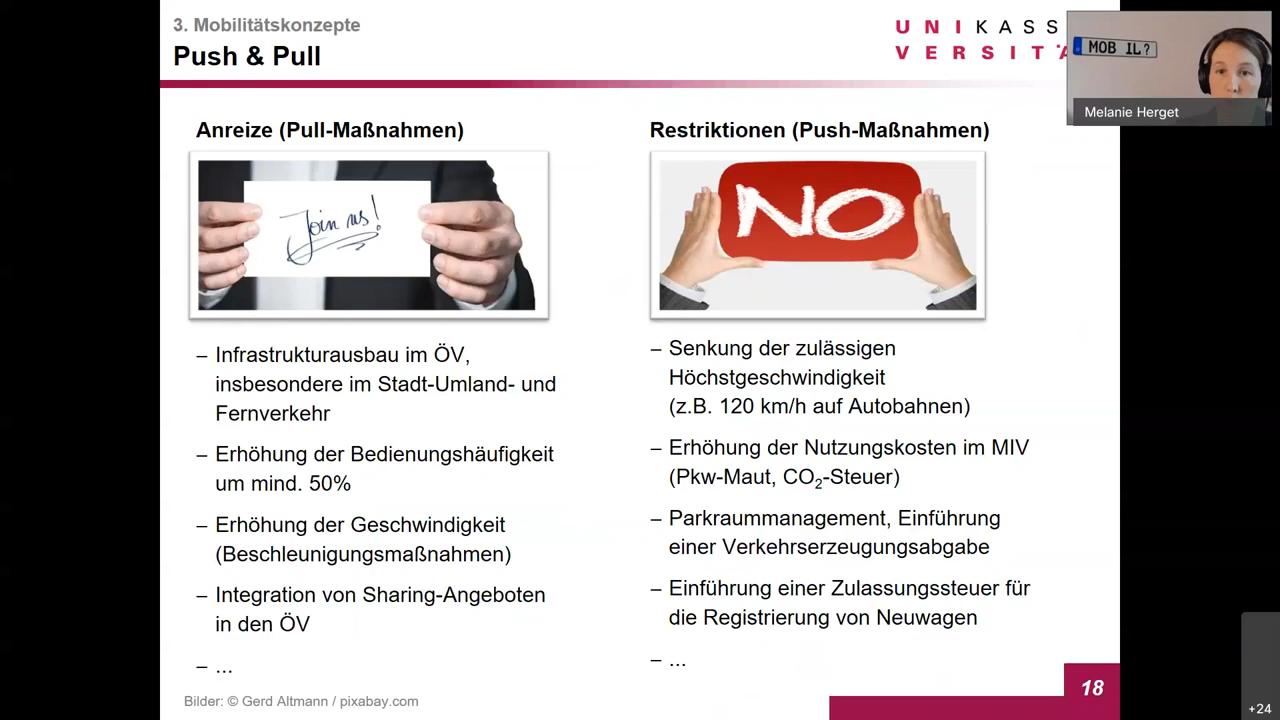 3. Mobilitätskonzepte
Push & Pull
UNIKASS
VERSITÄ
MOB IL?
Melanie Herget
Anreize (Pull-Maßnahmen)
Join us!
– Infrastrukturausbau im ÖV,
insbesondere im Stadt-Umland- und
Fernverkehr
– Erhöhung der Bedienungshäufigkeit
um mind. 50%
– Erhöhung der Geschwindigkeit
(Beschleunigungsmaßnahmen)
– Integration von Sharing-Angeboten
in den ÖV
– ...
Restriktionen (Push-Maßnahmen)
NO
– Senkung der zulässigen
Höchstgeschwindigkeit
(z.B. 120 km/h auf Autobahnen)
– Erhöhung der Nutzungskosten im MIV
(Pkw-Maut, CO₂-Steuer)
– Parkraummanagement, Einführung
einer Verkehrserzeugungsabgabe
– Einführung einer Zulassungssteuer für
die Registrierung von Neuwagen
– ...
Bilder: © Gerd Altmann / pixabay.com
18
+24